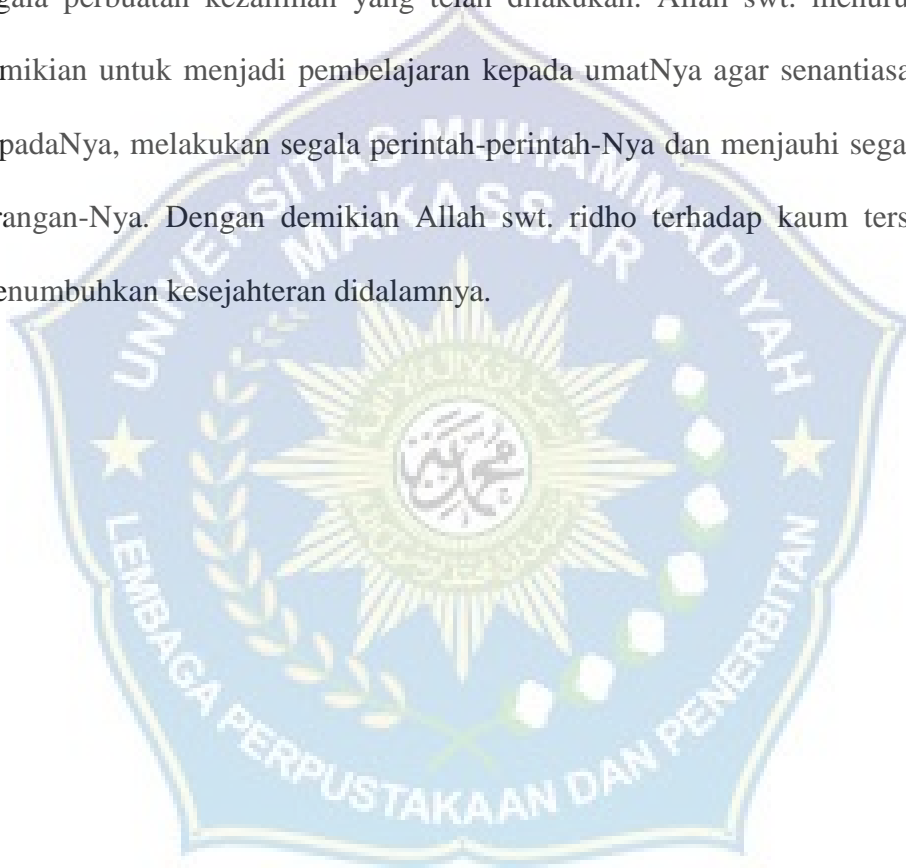 gala perbuatan kezaliman yang telah dilakukan. Allah swt. menuru
mikian untuk menjadi pembelajaran kepada umatNya agar senantiasa
padaNya, melakukan segala perintah-perintah-Nya dan menjauhi sega
rangan-Nya. Dengan demikian Allah swt. ridho terhadap kaum ters
enumbuhkan kesejahteran didalamnya.
UNIVERSITAS MUHAMMADIYAH
MAKASSAR
محمدية
LEMBAGA PERPUSTAKAAN DAN PENERBITAN